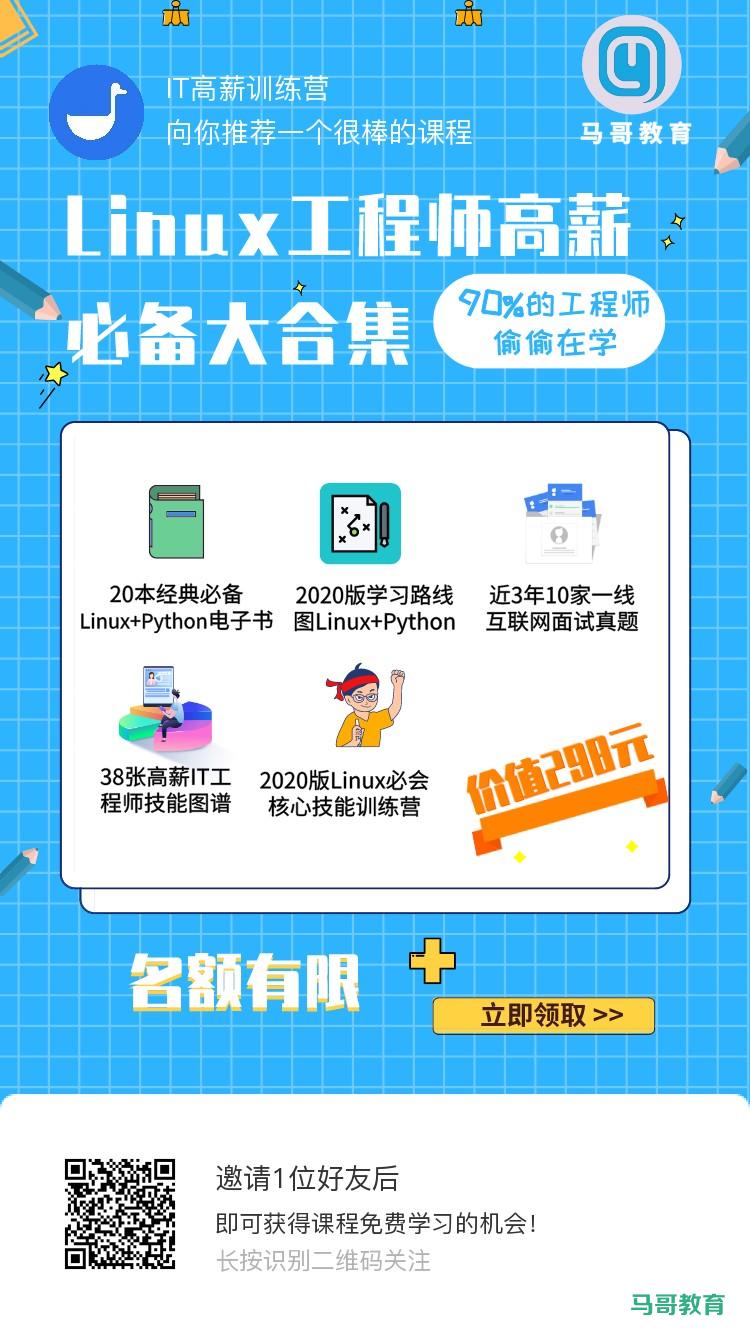 IT高薪训练营
向你推荐一个很棒的课程
马哥教育
Linux工程师高薪
必备大合集
90%的工程师
偷偷在学
20本经典必备
Linux+Python电子书
2020版学习路线
图Linux+Python
近3年10家一线
互联网面试真题
38张高薪IT工
程师技能图谱
2020版Linux必会
核心技能训练营
价值298元
名额有限
立即领取 >>
邀请1位好友后
即可获得课程免费学习的机会!
长按识别二维码关注
马哥教育